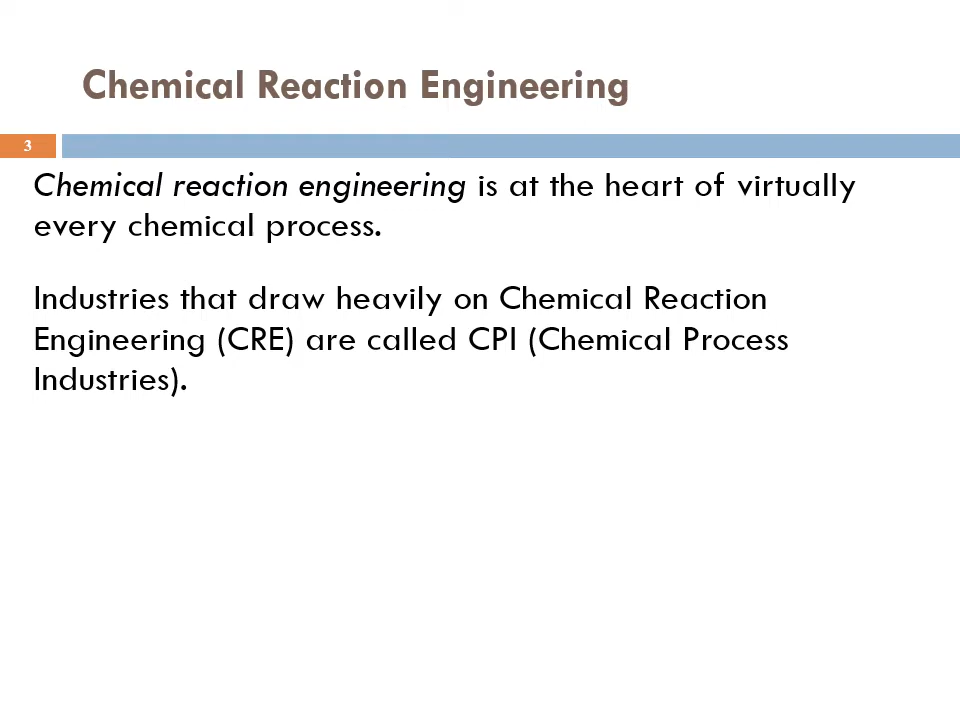 Chemical Reaction Engineering
3
Chemical reaction engineering is at the heart of virtually
every chemical process.
Industries that draw heavily on Chemical Reaction
Engineering (CRE) are called CPI (Chemical Process
Industries).